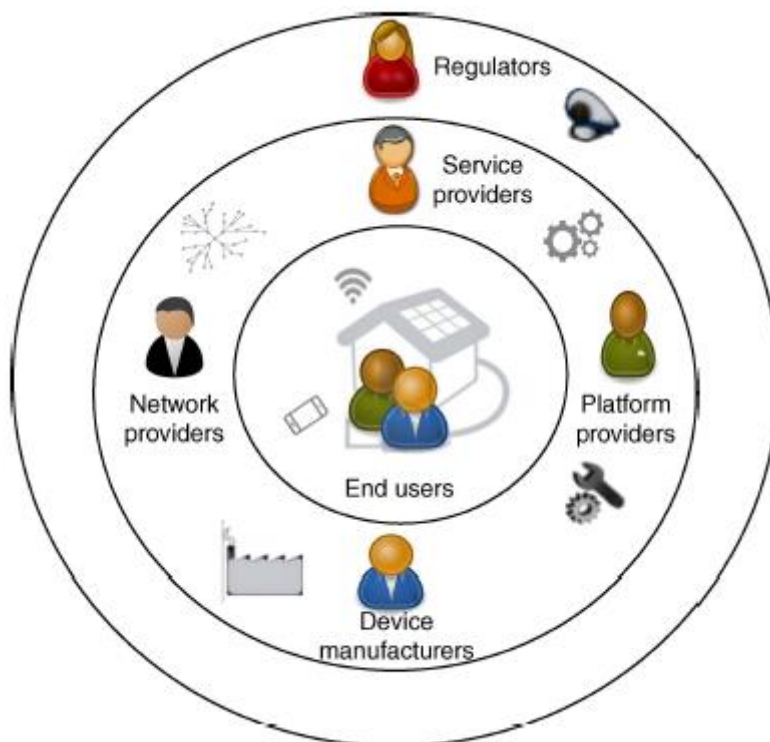 Regulators
Service
providers
Network
providers
Platform
providers
End users
Device
manufacturers